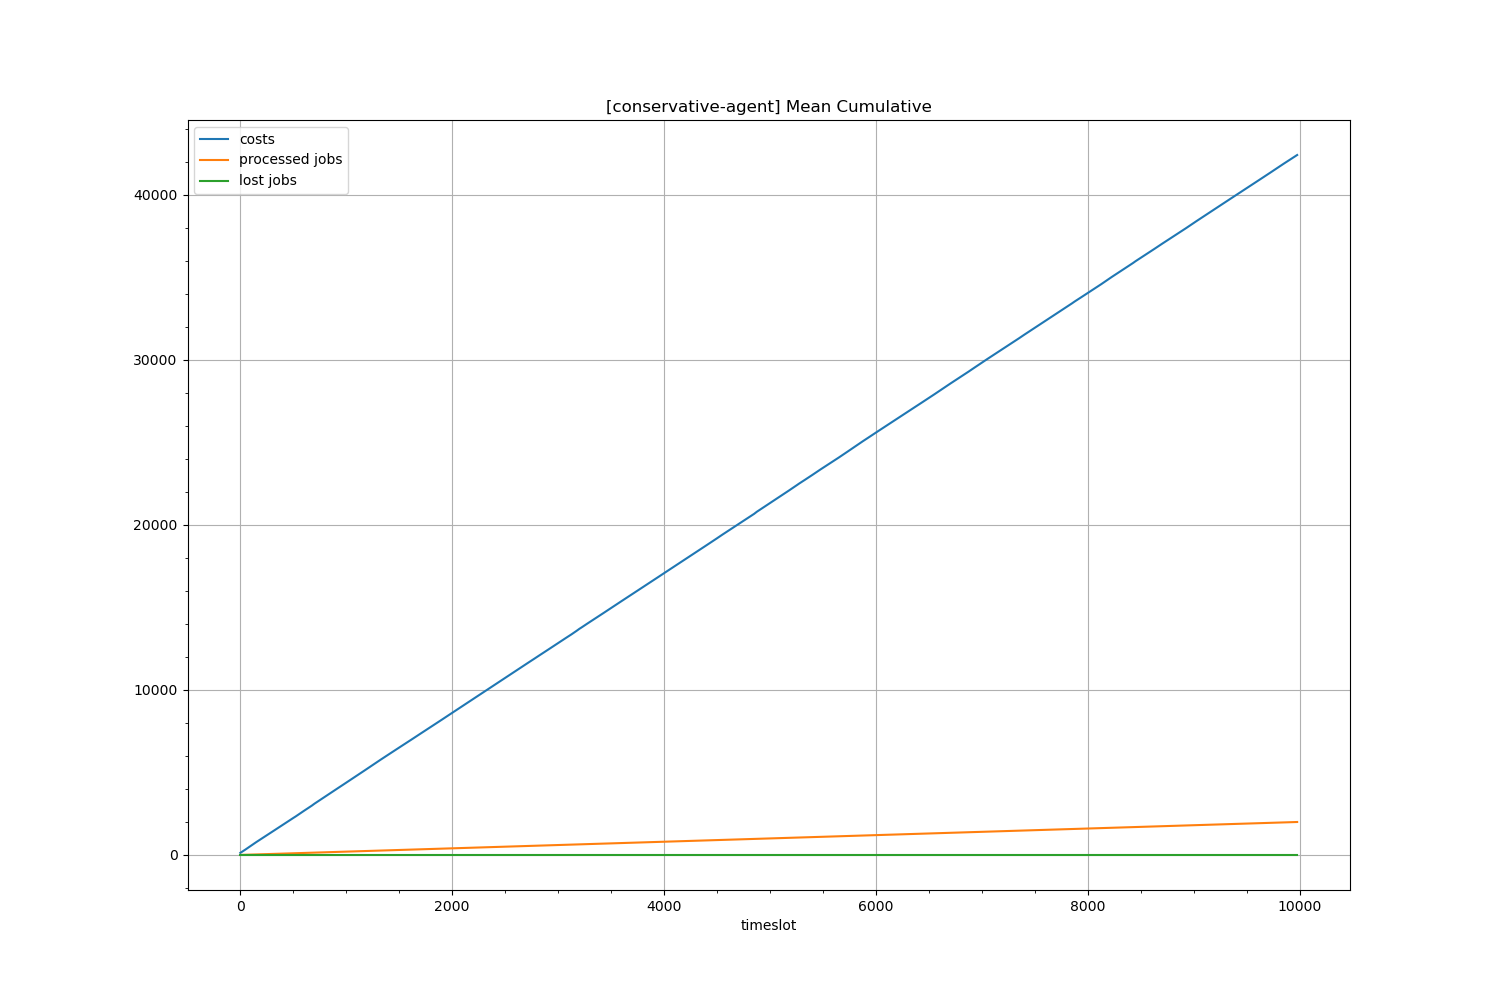 [conservative-agent] Mean Cumulative
costs
processed jobs
lost jobs
40000
30000
20000
10000
0
0 2000 4000 6000 8000 10000
timeslot